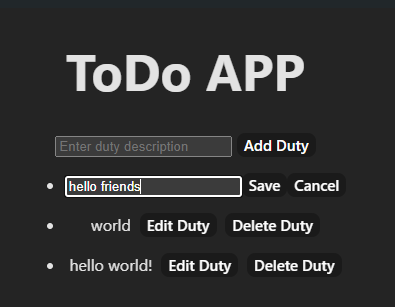 ToDo APP
Enter duty description Add Duty
hello friends Save Cancel
world Edit Duty Delete Duty
hello world! Edit Duty Delete Duty